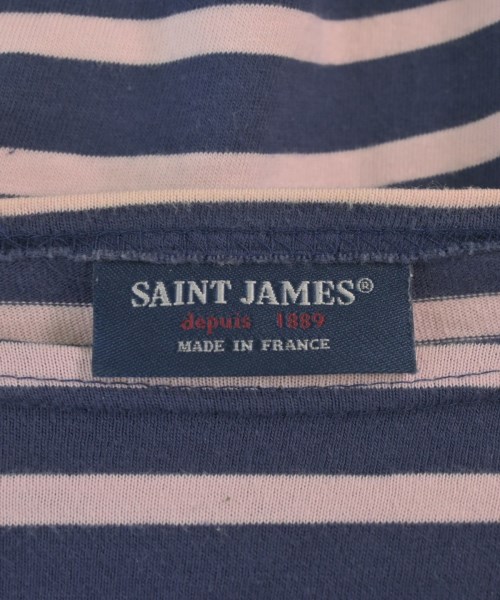 SAINT JAMES®
depuis 1889
MADE IN FRANCE